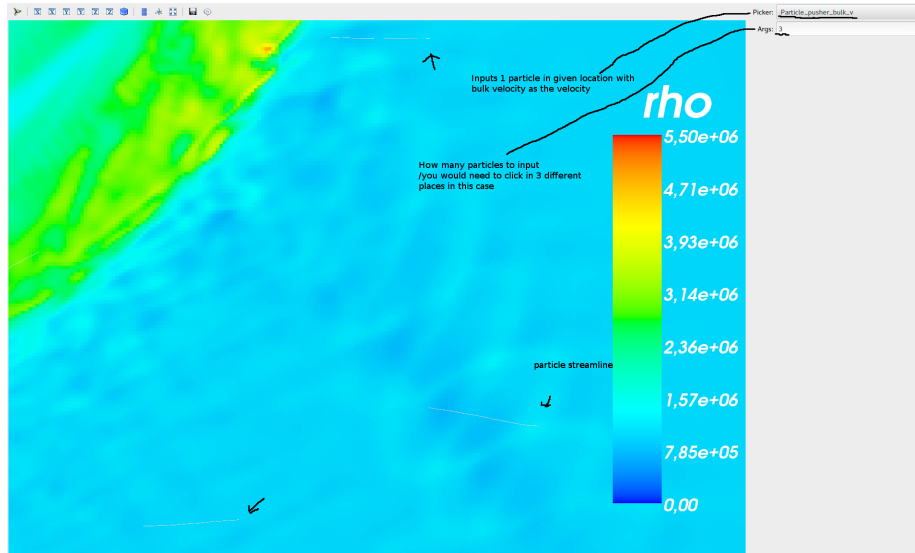 Picker: Particle_pusher_bulk_v
Args: 3
Inputs 1 particle in given location with
bulk velocity as the velocity
rho
5,50e+06
How many particles to input
/you would need to click in 3 different
places in this case
4,71e+06
3,93e+06
3,14e+06
2,36e+06
particle streamline
1,57e+06
7,85e+05
0,00